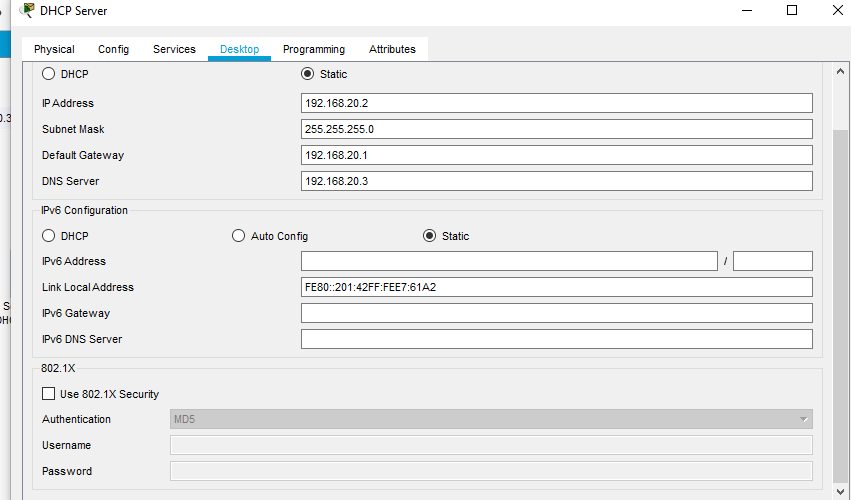 DHCP Server
Physical Config Services Desktop Programming Attributes
DHCP Static
IP Address 192.168.20.2
Subnet Mask 255.255.255.0
Default Gateway 192.168.20.1
DNS Server 192.168.20.3
IPv6 Configuration
DHCP Auto Config Static
IPv6 Address /
Link Local Address FE80::201:42FF:FEE7:61A2
IPv6 Gateway
IPv6 DNS Server
802.1X
Use 802.1X Security
Authentication MD5
Username
Password